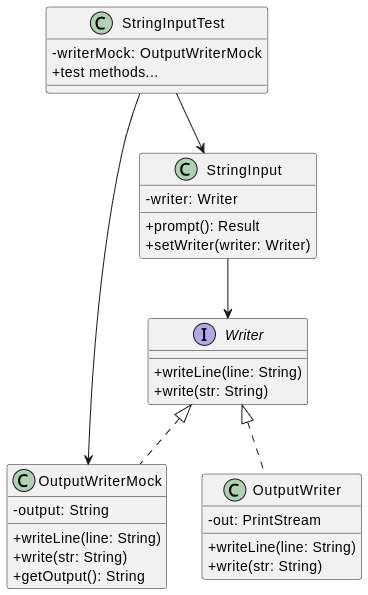 C StringInputTest
-writerMock: OutputWriterMock
+test methods...
C StringInput
-writer: Writer
+prompt(): Result
+setWriter(writer: Writer)
I Writer
+writeLine(line: String)
+write(str: String)
C OutputWriterMock
-output: String
+writeLine(line: String)
+write(str: String)
+getOutput(): String
C OutputWriter
-out: PrintStream
+writeLine(line: String)
+write(str: String)